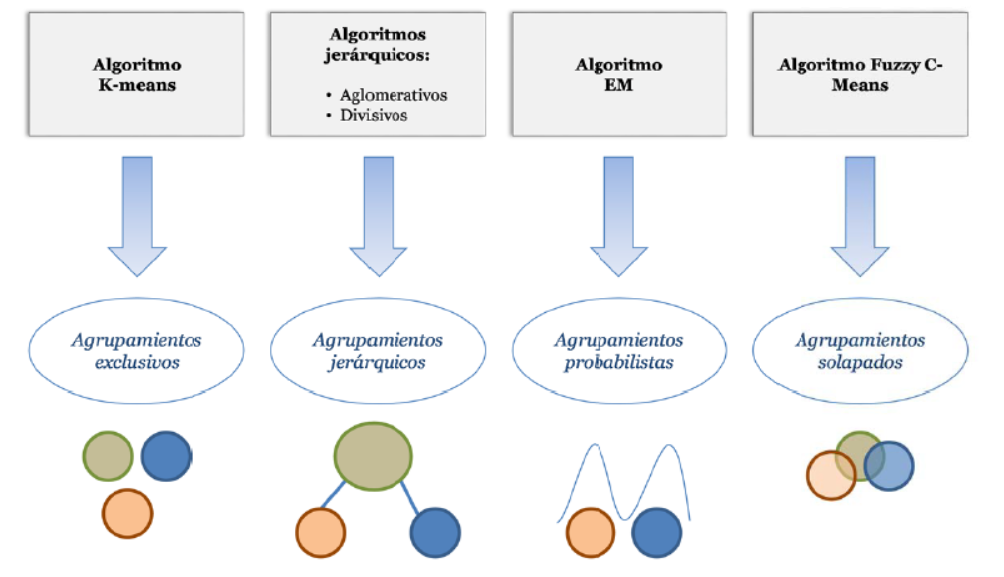 Algoritmo
K-means
Algoritmos
jerárquicos:
• Aglomerativos
• Divisivos
Algoritmo
EM
Algoritmo Fuzzy C-
Means
Agrupamientos
exclusivos
Agrupamientos
jerárquicos
Agrupamientos
probabilistas
Agrupamientos
solapados